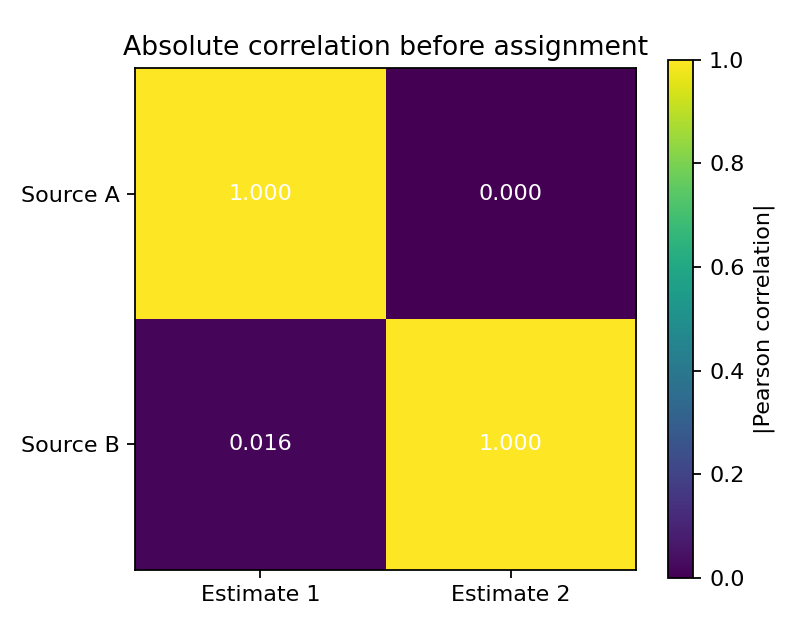 Absolute correlation before assignment
1.0
Source A
1.000
0.000
0.8
0.6
|Pearson correlation|
0.4
Source B
0.016
1.000
0.2
0.0
Estimate 1
Estimate 2